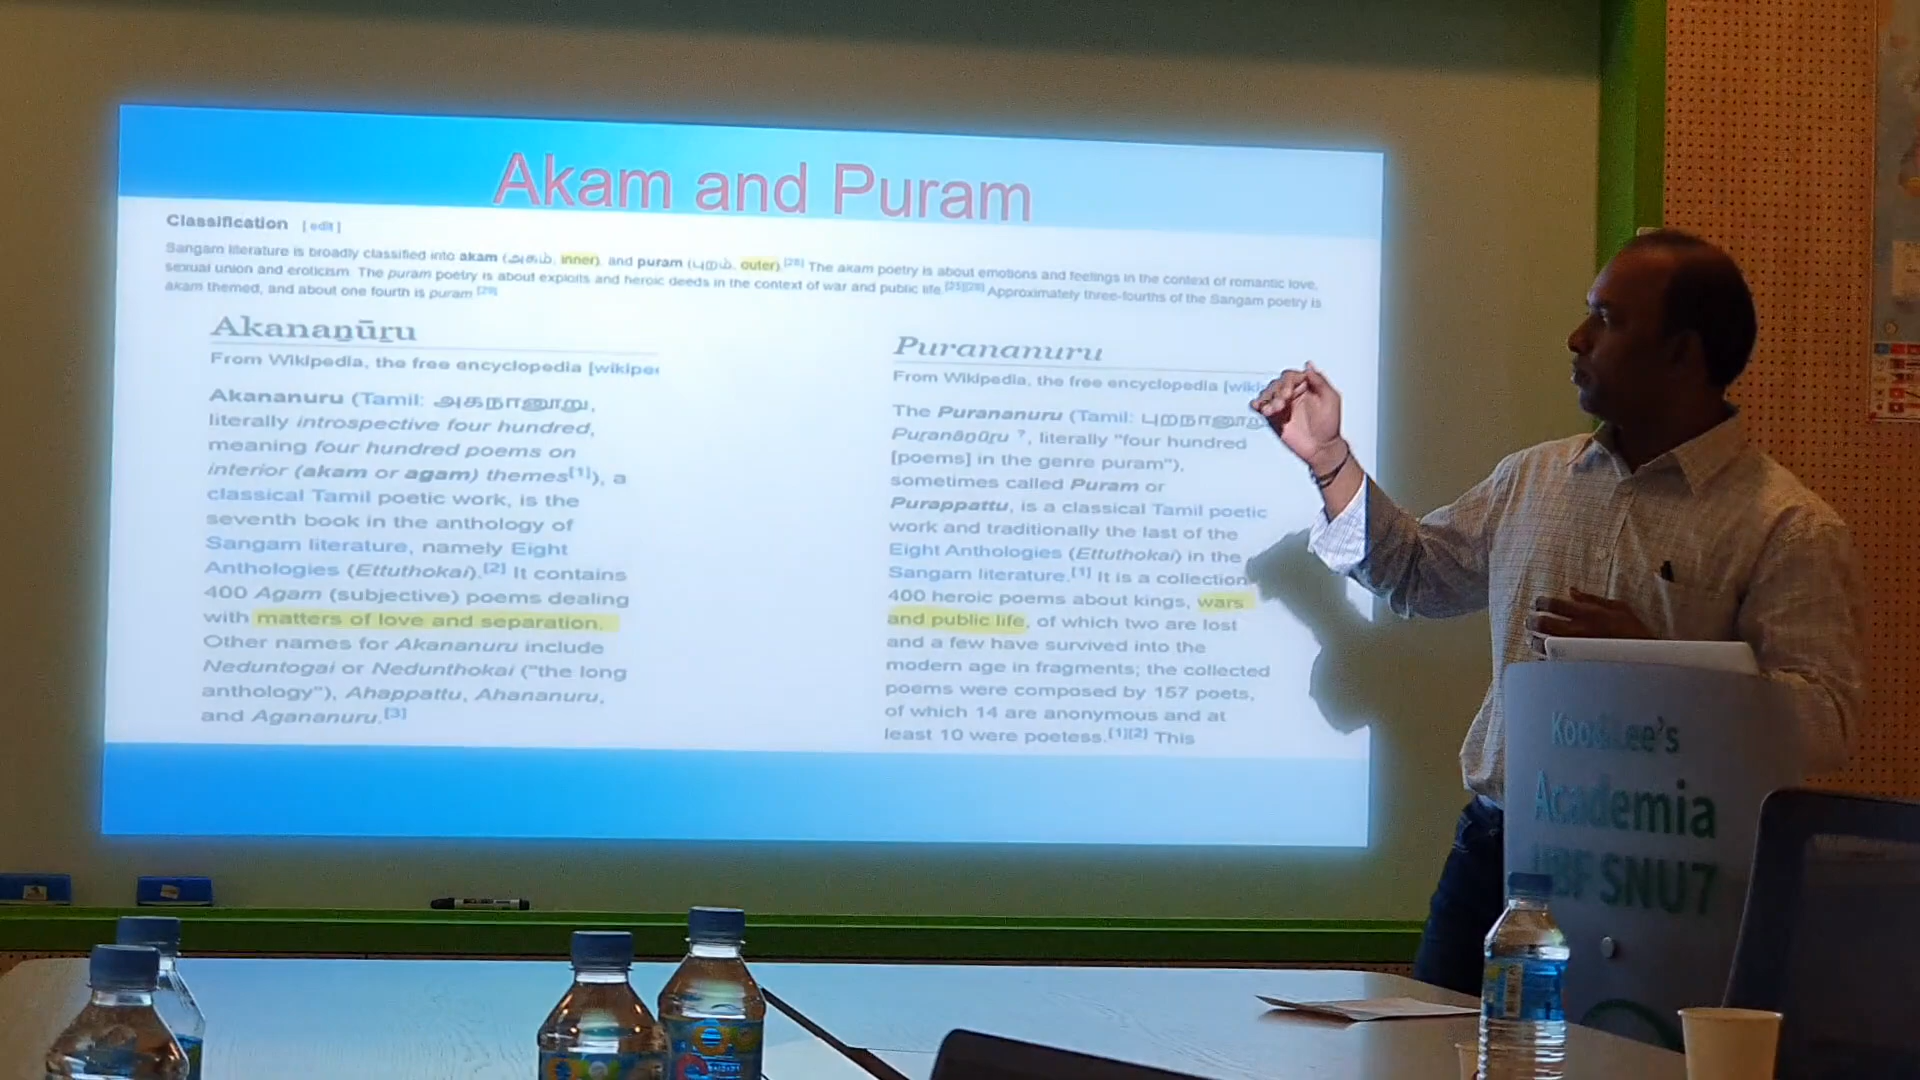 Akam and Puram
Classification [ edit ]
Sangam literature is broadly classified into akam (அகம், inner), and puram (புறம், outer).[28] The akam poetry is about emotions and feelings in the context of romantic love,
sexual union and eroticism. The puram poetry is about exploits and heroic deeds in the context of war and public life.[25][28] Approximately three-fourths of the Sangam poetry is
akam themed, and about one fourth is puram.[29]
Akanaṉūṟu
From Wikipedia, the free encyclopedia [wikipe
Akananuru (Tamil: அகநானூறு,
literally introspective four hundred,
meaning four hundred poems on
interior (akam or agam) themes[1]), a
classical Tamil poetic work, is the
seventh book in the anthology of
Sangam literature, namely Eight
Anthologies (Ettuthokai).[2] It contains
400 Agam (subjective) poems dealing
with matters of love and separation.
Other names for Akananuru include
Neduntogai or Nedunthokai ("the long
anthology"), Ahappattu, Ahananuru,
and Agananuru.[3]
Purananuru
From Wikipedia, the free encyclopedia [wiki
The Purananuru (Tamil: புறநானூ
Puṟanāṉūṟu ?, literally "four hundred
[poems] in the genre puram"),
sometimes called Puram or
Purappattu, is a classical Tamil poetic
work and traditionally the last of the
Eight Anthologies (Ettuthokai) in the
Sangam literature.[1] It is a collection
400 heroic poems about kings, wars
and public life, of which two are lost
and a few have survived into the
modern age in fragments; the collected
poems were composed by 157 poets,
of which 14 are anonymous and at
least 10 were poetess.[1][2] This
Koo&Lee's
Academia
SNU7